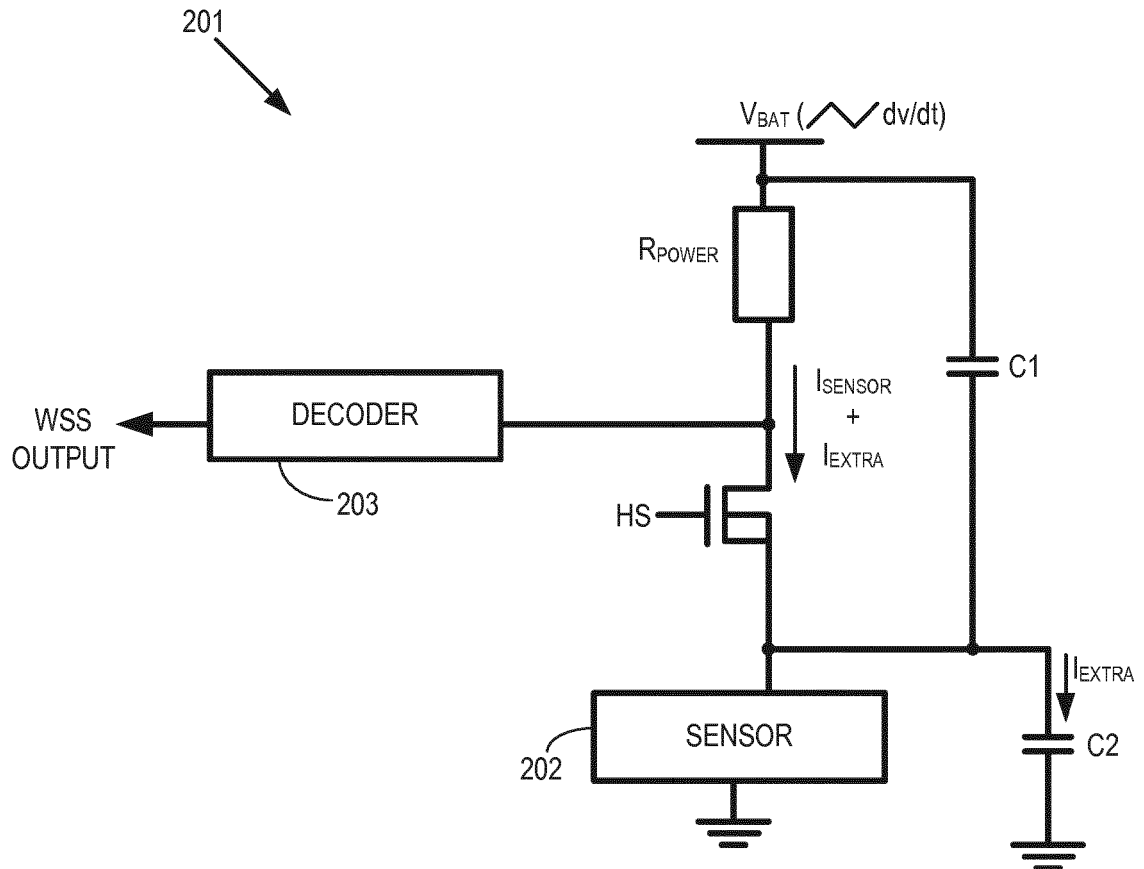 201
VBAT ( dv/dt)
RPOWER
C1
ISENSOR
+
IEXTRA
DECODER
WSS
OUTPUT
203
HS
IEXTRA
SENSOR
C2
202